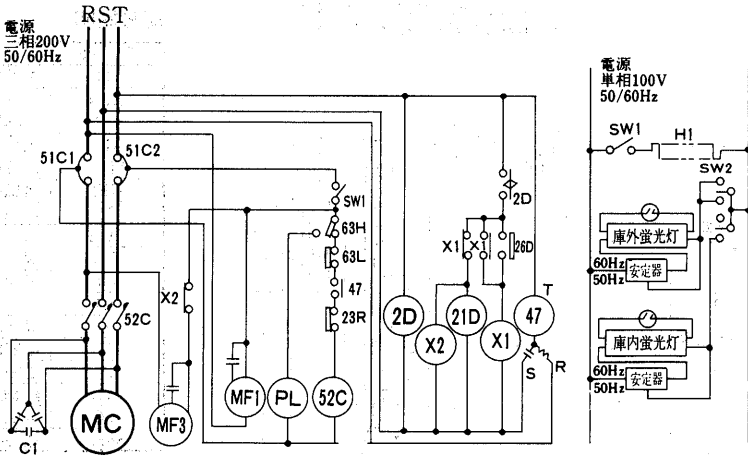 RST
電源
三相200V
50/60Hz
51C1
51C2
SW1
63H
63L
47
23R
X2
52C
MC
C1
MF3
MF1
PL
52C
2D
X1
X1
26D
2D
X2
21D
X1
T
47
S
R
電源
単相100V
50/60Hz
SW1
H1
SW2
庫外蛍光灯
60Hz
50Hz
安定器
庫内蛍光灯
60Hz
50Hz
安定器